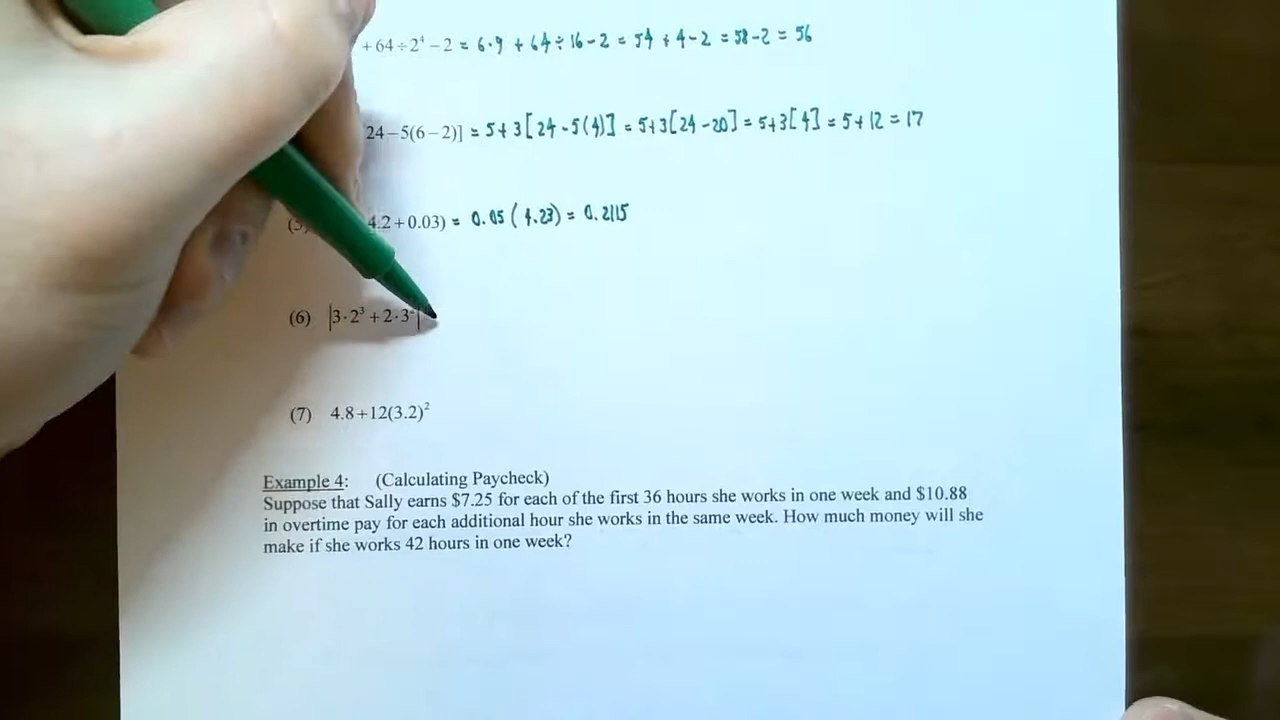 + 64 ÷ 2⁴ − 2 = 6·9 + 64 ÷ 16 − 2 = 54 + 4 − 2 = 58 − 2 = 56
24 − 5(6 − 2)] = 5 + 3[24 − 5(4)] = 5 + 3[24 − 20] = 5 + 3[4] = 5 + 12 = 17
4.2 + 0.03) = 0.05(4.23) = 0.2115
(6) |3·2³ + 2·3
(7) 4.8 + 12(3.2)²
Example 4: (Calculating Paycheck)
Suppose that Sally earns $7.25 for each of the first 36 hours she works in one week and $10.88
in overtime pay for each additional hour she works in the same week. How much money will she
make if she works 42 hours in one week?